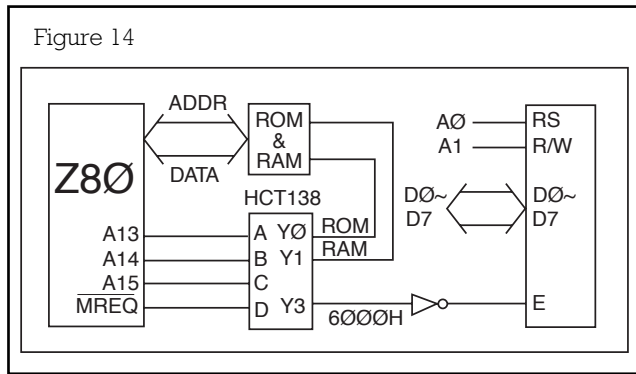 Figure 14
ADDR
DATA
Z8Ø
A13
A14
A15
MREQ
ROM
&
RAM
HCT138
A YØ ROM
B Y1 RAM
C
D Y3
6ØØØH
AØ RS
A1 R/W
DØ~ DØ~
D7 D7
E